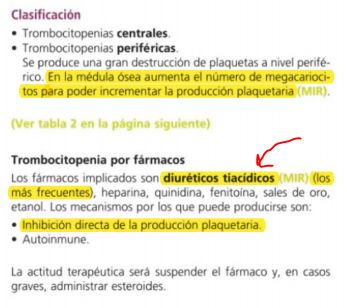 Clasificación
• Trombocitopenias centrales.
• Trombocitopenias periféricas.
Se produce una gran destrucción de plaquetas a nivel perifé-
rico. En la médula ósea aumenta el número de megacarioci-
tos para poder incrementar la producción plaquetaria (MIR).
(Ver tabla 2 en la página siguiente)
Trombocitopenia por fármacos
Los fármacos implicados son diuréticos tiacídicos (MIR) (los
más frecuentes), heparina, quinidina, fenitoína, sales de oro,
etanol. Los mecanismos por los que puede producirse son:
• Inhibición directa de la producción plaquetaria.
• Autoinmune.
La actitud terapéutica será suspender el fármaco y, en casos
graves, administrar esteroides.